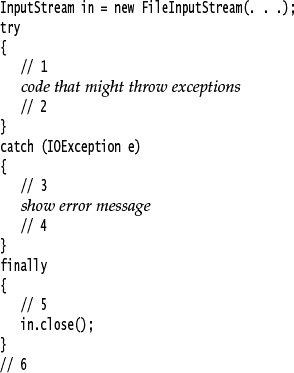 InputStream in = new FileInputStream(. . .);
try
{
// 1
code that might throw exceptions
// 2
}
catch (IOException e)
{
// 3
show error message
// 4
}
finally
{
// 5
in.close();
}
// 6